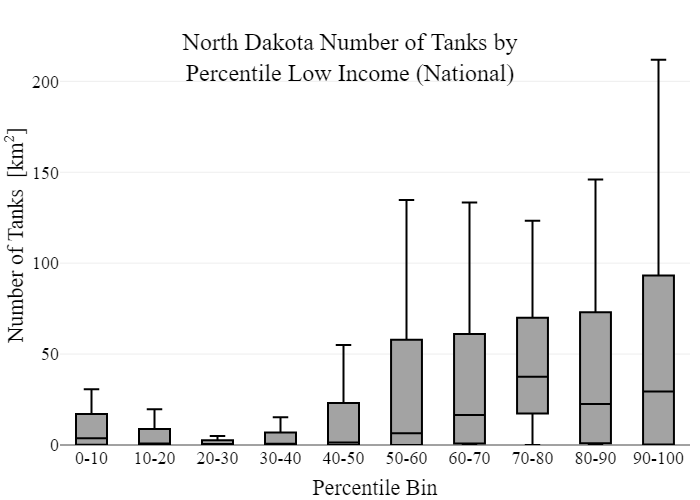 North Dakota Number of Tanks by
Percentile Low Income (National)
Number of Tanks [km²]
200
150
100
50
0
0-10 10-20 20-30 30-40 40-50 50-60 60-70 70-80 80-90 90-100
Percentile Bin